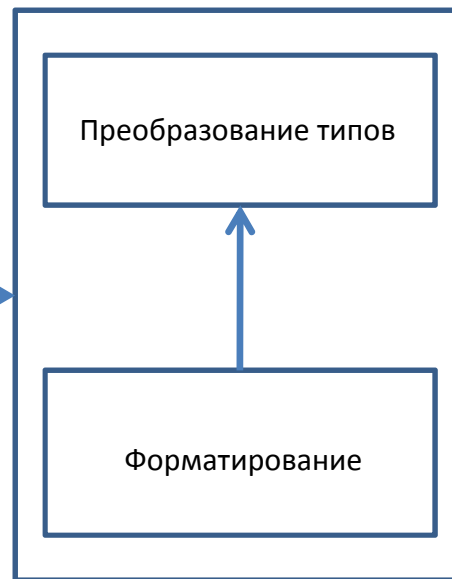 Преобразование типов
Форматирование